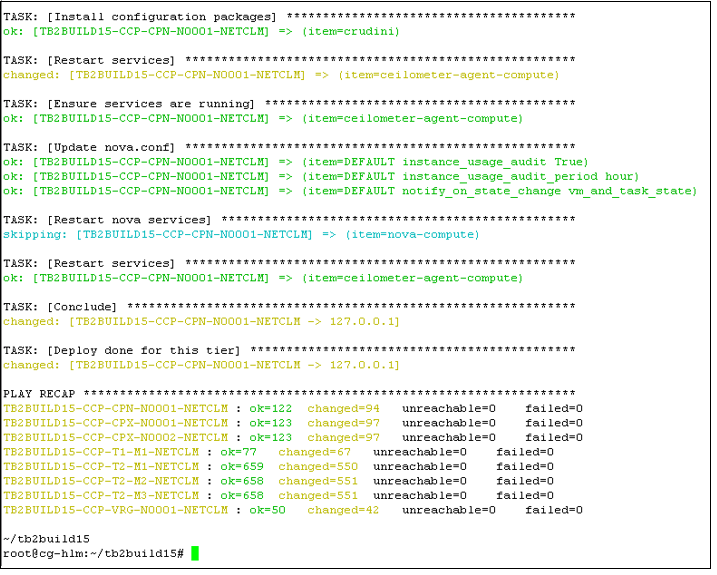 TASK: [Install configuration packages] ****************************************
ok: [TB2BUILD15-CCP-CPN-N0001-NETCLM] => (item=crudini)
TASK: [Restart services] ******************************************************
changed: [TB2BUILD15-CCP-CPN-N0001-NETCLM] => (item=ceilometer-agent-compute)
TASK: [Ensure services are running] *******************************************
ok: [TB2BUILD15-CCP-CPN-N0001-NETCLM] => (item=ceilometer-agent-compute)
TASK: [Update nova.conf] ******************************************************
ok: [TB2BUILD15-CCP-CPN-N0001-NETCLM] => (item=DEFAULT instance_usage_audit True)
ok: [TB2BUILD15-CCP-CPN-N0001-NETCLM] => (item=DEFAULT instance_usage_audit_period hour)
ok: [TB2BUILD15-CCP-CPN-N0001-NETCLM] => (item=DEFAULT notify_on_state_change vm_and_task_state)
TASK: [Restart nova services] *************************************************
skipping: [TB2BUILD15-CCP-CPN-N0001-NETCLM] => (item=nova-compute)
TASK: [Restart services] ******************************************************
ok: [TB2BUILD15-CCP-CPN-N0001-NETCLM] => (item=ceilometer-agent-compute)
TASK: [Conclude] **************************************************************
changed: [TB2BUILD15-CCP-CPN-N0001-NETCLM -> 127.0.0.1]
TASK: [Deploy done for this tier] *********************************************
changed: [TB2BUILD15-CCP-CPN-N0001-NETCLM -> 127.0.0.1]
PLAY RECAP ********************************************************************
TB2BUILD15-CCP-CPN-N0001-NETCLM : ok=122 changed=94 unreachable=0 failed=0
TB2BUILD15-CCP-CPX-N0001-NETCLM : ok=123 changed=97 unreachable=0 failed=0
TB2BUILD15-CCP-CPX-N0002-NETCLM : ok=123 changed=97 unreachable=0 failed=0
TB2BUILD15-CCP-T1-M1-NETCLM : ok=77 changed=67 unreachable=0 failed=0
TB2BUILD15-CCP-T2-M1-NETCLM : ok=659 changed=550 unreachable=0 failed=0
TB2BUILD15-CCP-T2-M2-NETCLM : ok=658 changed=551 unreachable=0 failed=0
TB2BUILD15-CCP-T2-M3-NETCLM : ok=658 changed=551 unreachable=0 failed=0
TB2BUILD15-CCP-VRG-N0001-NETCLM : ok=50 changed=42 unreachable=0 failed=0
~/tb2build15
root@cg-hlm:~/tb2build15#